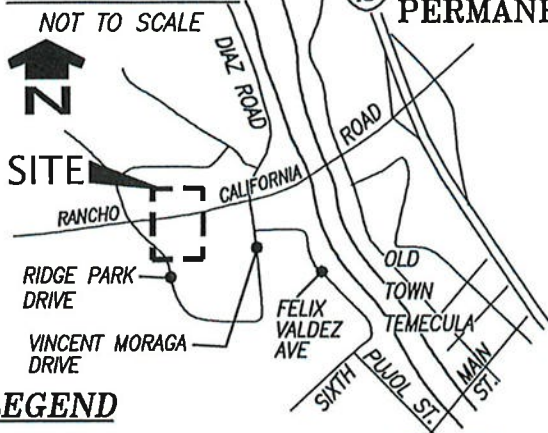 NOT TO SCALE
PERMANE
N
DIAZ ROAD
ROAD
SITE
CALIFORNIA
RANCHO
RIDGE PARK
DRIVE
OLD
TOWN
TEMECULA
FELIX
VALDEZ
AVE
VINCENT MORAGA
DRIVE
SIXTH
PUJOL ST.
MAIN
ST.
EGEND